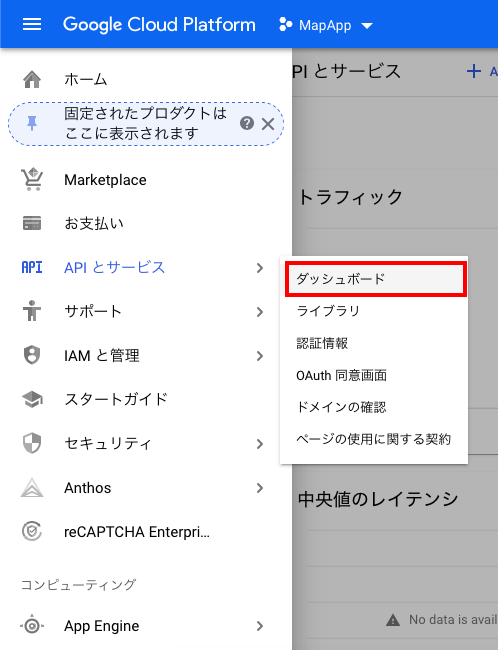 Google Cloud Platform MapApp
ホーム
固定されたプロダクトは
ここに表示されます
Marketplace
お支払い
API APIとサービス
サポート
IAM と管理
スタートガイド
セキュリティ
Anthos
reCAPTCHA Enterpri...
コンピューティング
App Engine
ダッシュボード
ライブラリ
認証情報
OAuth 同意画面
ドメインの確認
ページの使用に関する契約
PI とサービス
+ A
トラフィック
中央値のレイテンシ
No data is avail